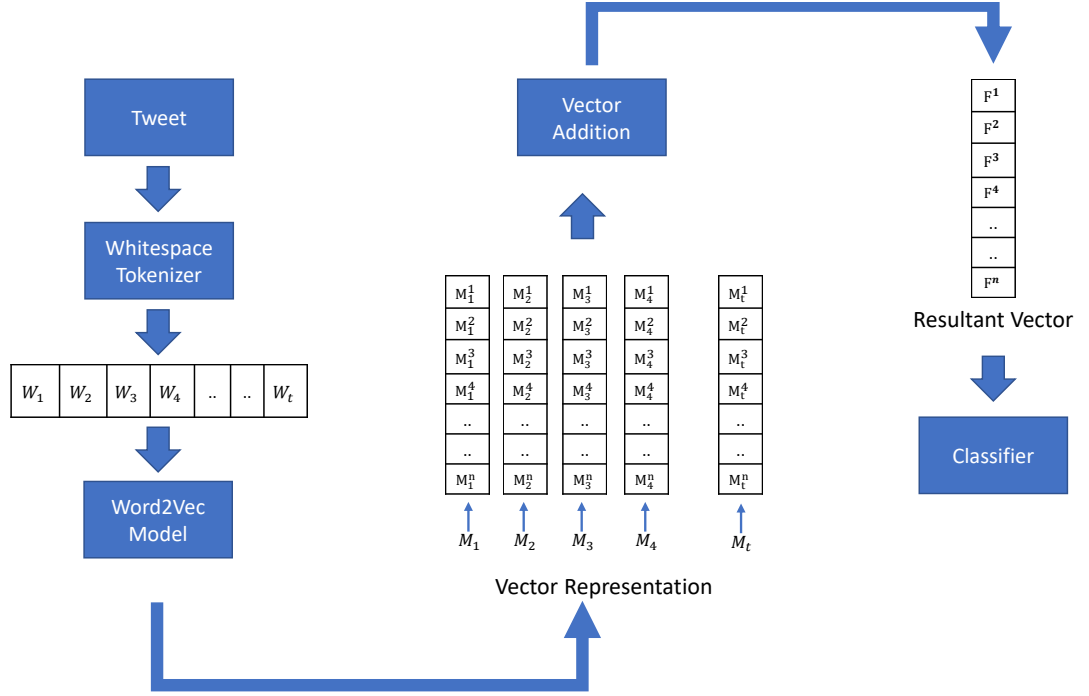 Tweet
Whitespace
Tokenizer
W₁ W₂ W₃ W₄ .. .. Wₜ
Word2Vec
Model
M₁¹ M₂¹ M₃¹ M₄¹ Mₜ¹
M₁² M₂² M₃² M₄² Mₜ²
M₁³ M₂³ M₃³ M₄³ Mₜ³
M₁⁴ M₂⁴ M₃⁴ M₄⁴ Mₜ⁴
.. .. .. .. ..
.. .. .. .. ..
M₁ⁿ M₂ⁿ M₃ⁿ M₄ⁿ Mₜⁿ
M₁ M₂ M₃ M₄ Mₜ
Vector Representation
Vector
Addition
F¹
F²
F³
F⁴
..
..
Fⁿ
Resultant Vector
Classifier